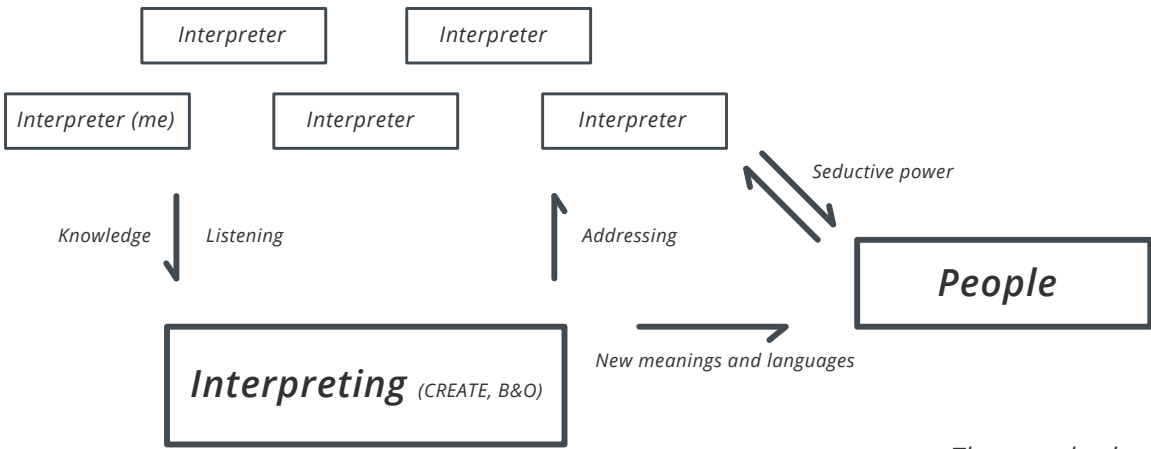 Interpreter
Interpreter
Interpreter (me)
Interpreter
Interpreter
Seductive power
Knowledge
Listening
Addressing
People
New meanings and languages
Interpreting (CREATE, B&O)